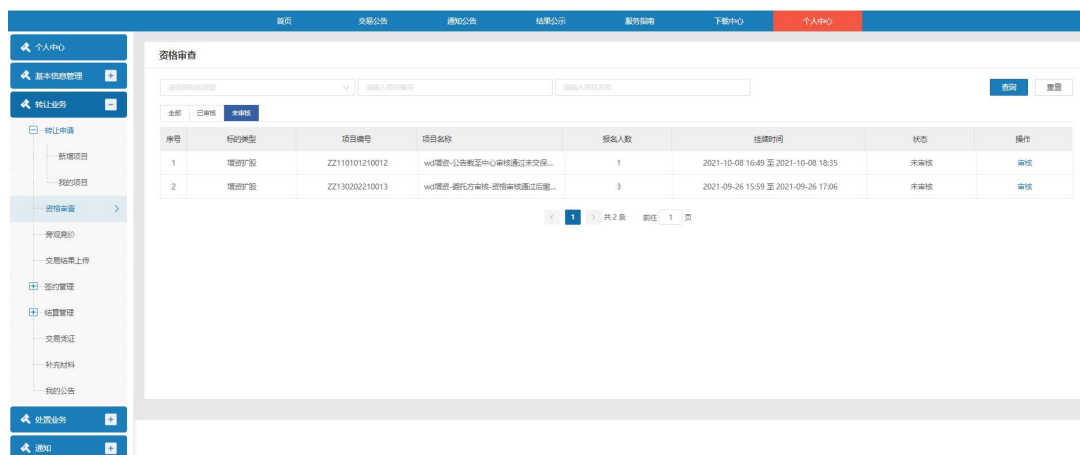 首页 交易公告 通知公告 结果公示 服务指南 下载中心 个人中心
个人中心
基本信息管理
转让业务
转让申请
新增项目
我的项目
资格审查
旁观竞价
交易结果上传
签约管理
结算管理
交易凭证
补充材料
我的公告
处置业务
通知
资格审查
请选择标的类型 请输入项目编号 请输入项目名称 查询 重置
全部 已审核 未审核
序号 标的类型 项目编号 项目名称 报名人数 挂牌时间 状态 操作
1 增资扩股 ZZ110101210012 wd增资-公告截至中心审核通过未交保... 1 2021-10-08 16:49 至 2021-10-08 18:35 未审核 审核
2 增资扩股 ZZ130202210013 wd增资-委托方审核-资格审核通过后缴... 3 2021-09-26 15:59 至 2021-09-26 17:06 未审核 审核
1 共 2 条 前往 1 页